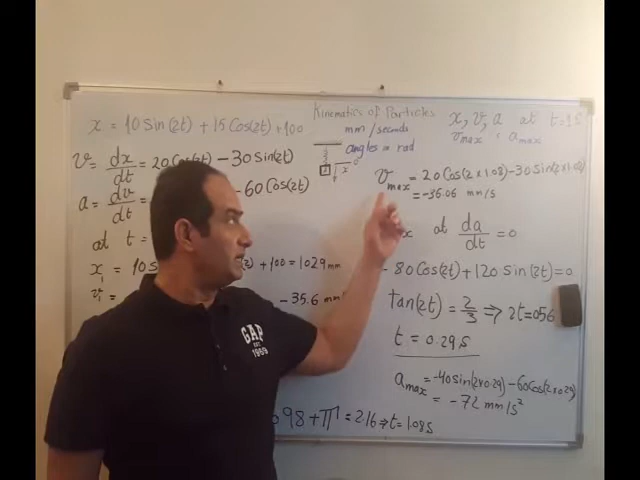 Kinematics of Particles
x = 10 Sin(2t) + 15 Cos(2t) + 100
mm/seconds
angles in rad
x, v, a at t=1s
vmax, amax
v = dx/dt = 20 Cos(2t) - 30 Sin(2t)
a = dv/dt = - 60 Cos(2t)
at t =
x₁ = 10 + 100 = 102.9 mm
v₁ = - 35.6 mm
vmax = 20 Cos(2×1.08) - 30 Sin(2×1.08)
= -36.06 mm/s
at da/dt = 0
- 80 Cos(2t) + 120 Sin(2t) = 0
tan(2t) = 2/3 ⇒ 2t = 0.56
t = 0.29 s
amax = -40 Sin(2×0.29) - 60 Cos(2×0.29)
= -72 mm/s²
98 + π = 2.16 ⇒ t = 1.08 s
GAP
EST
1969